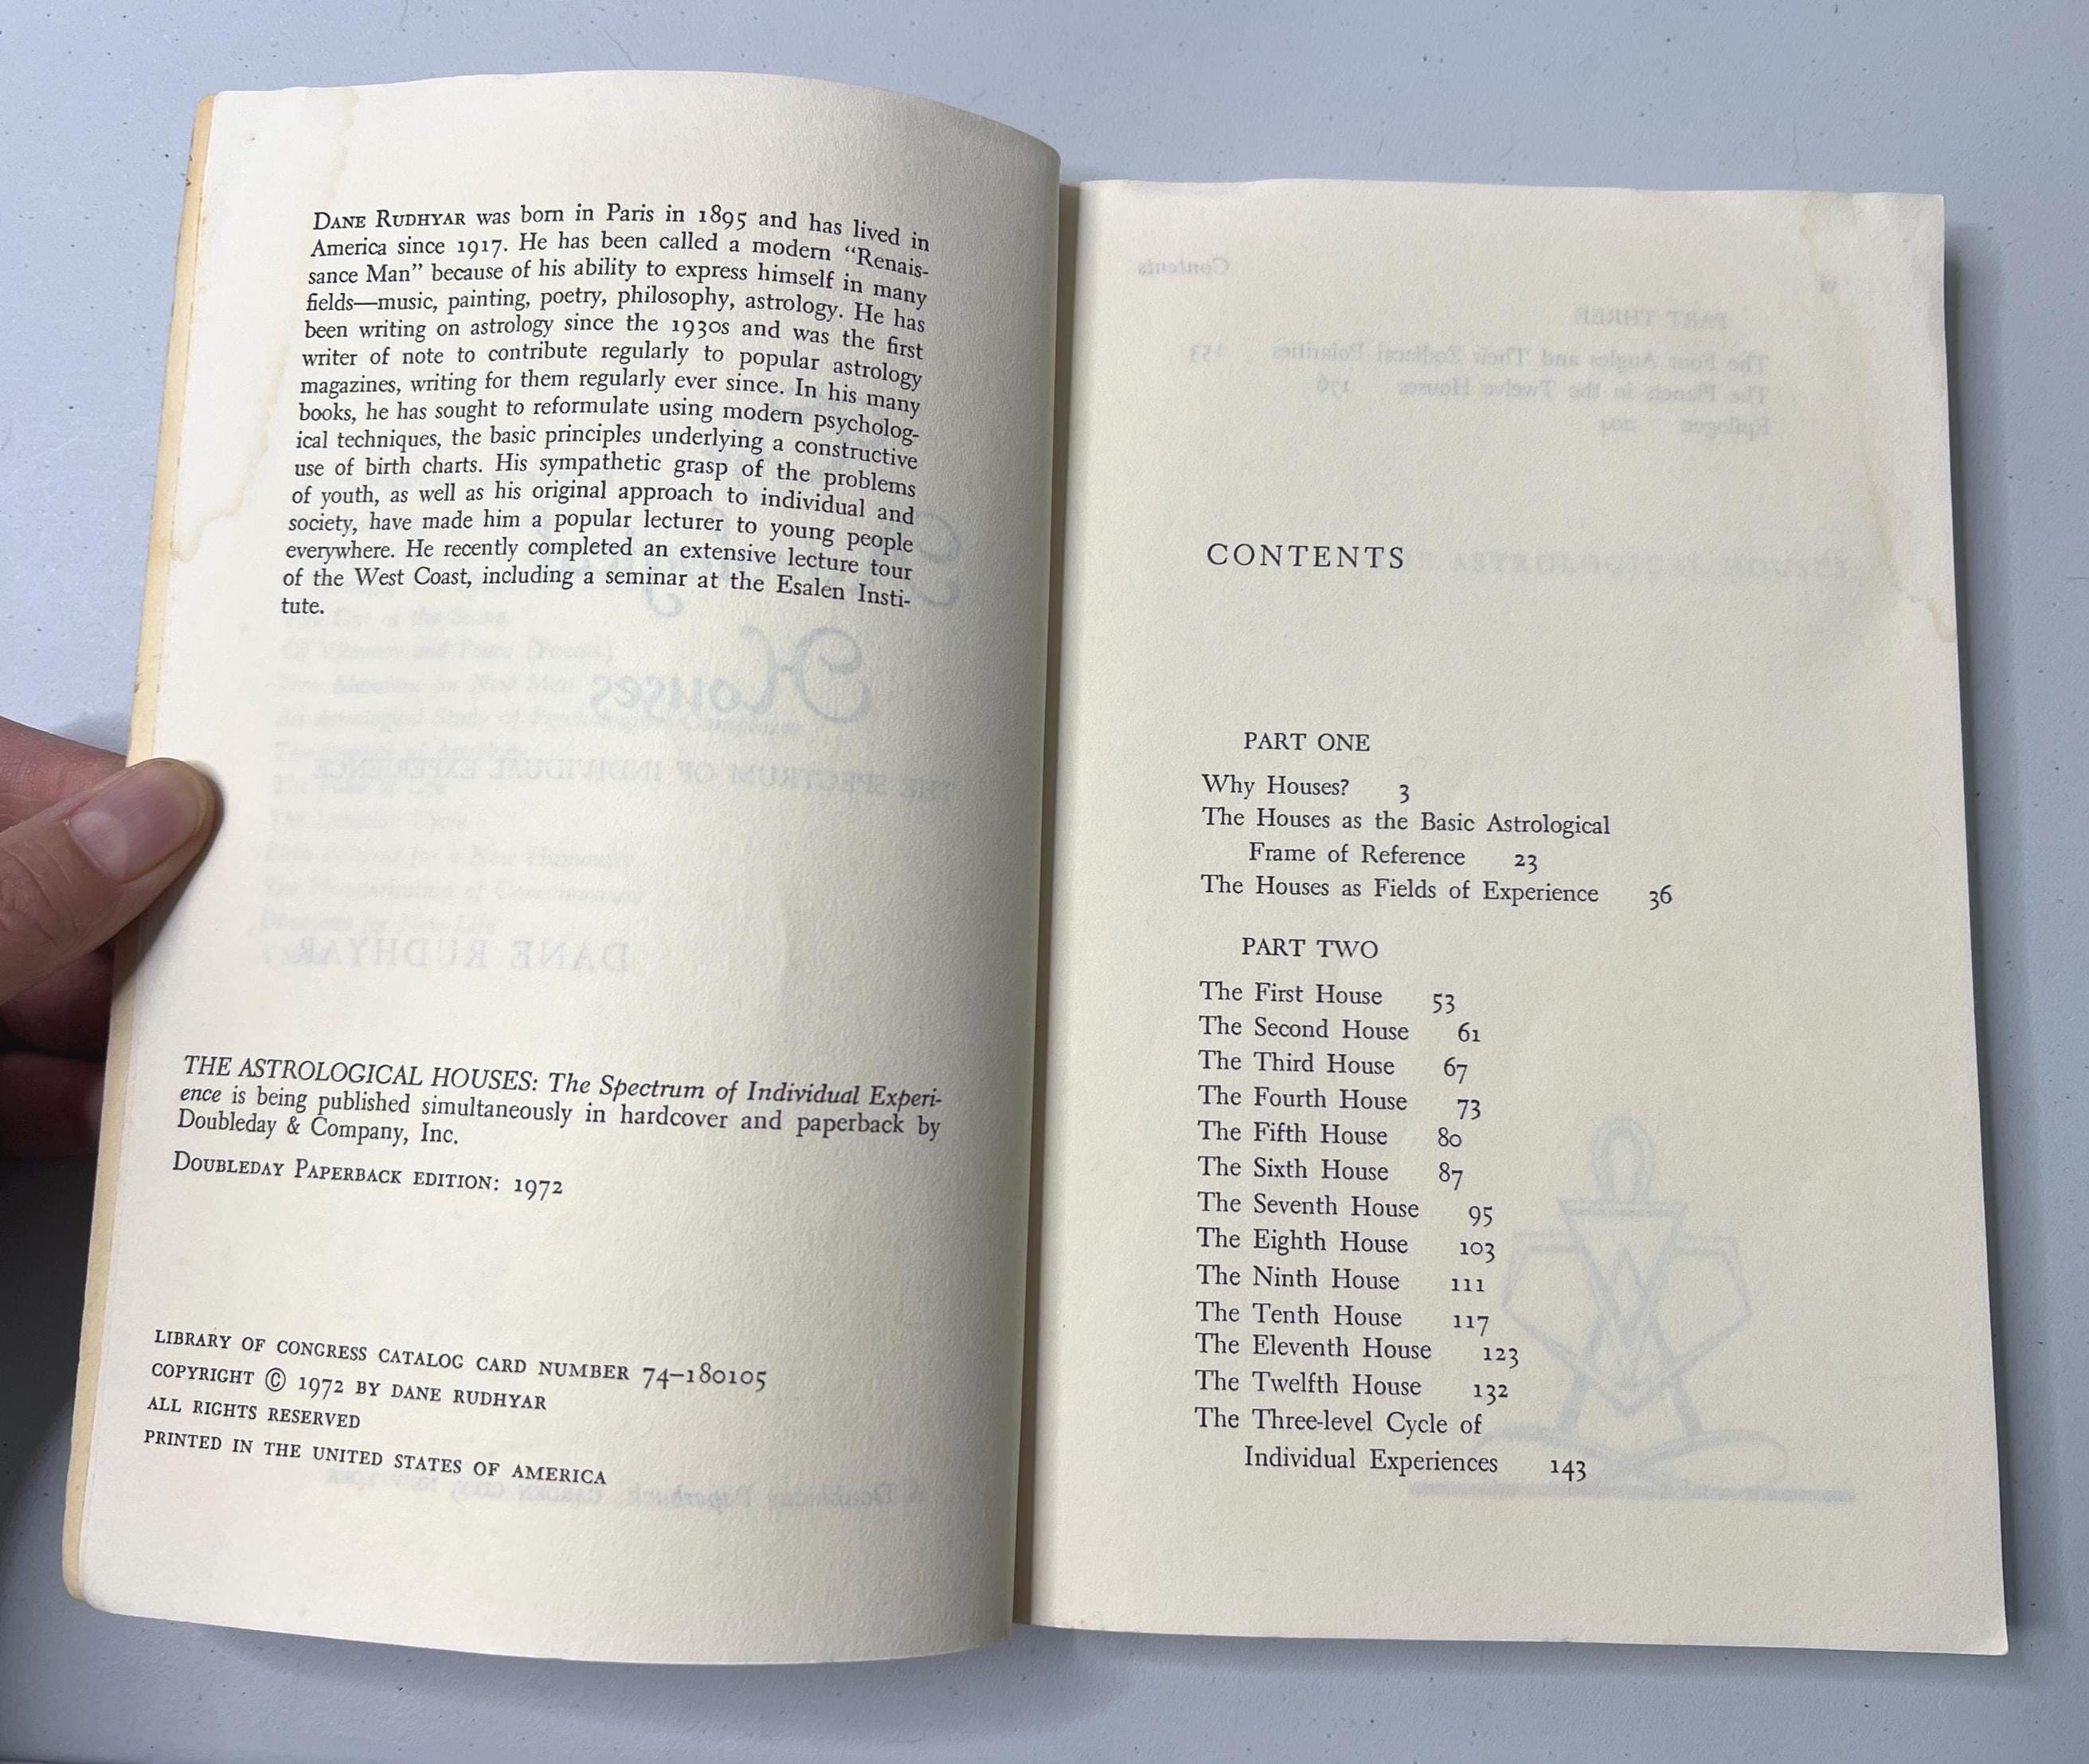 DANE RUDHYAR was born in Paris in 1895 and has lived in
America since 1917. He has been called a modern “Renais-
sance Man” because of his ability to express himself in many
fields—music, painting, poetry, philosophy, astrology. He has
been writing on astrology since the 1930s and was the first
writer of note to contribute regularly to popular astrology
magazines, writing for them regularly ever since. In his many
books, he has sought to reformulate using modern psycholog-
ical techniques, the basic principles underlying a constructive
use of birth charts. His sympathetic grasp of the problems
of youth, as well as his original approach to individual and
society, have made him a popular lecturer to young people
everywhere. He recently completed an extensive lecture tour
of the West Coast, including a seminar at the Esalen Insti-
tute.
THE ASTROLOGICAL HOUSES: The Spectrum of Individual Experi-
ence is being published simultaneously in hardcover and paperback by
Doubleday & Company, Inc.
DOUBLEDAY PAPERBACK EDITION: 1972
LIBRARY OF CONGRESS CATALOG CARD NUMBER 74–180105
COPYRIGHT © 1972 BY DANE RUDHYAR
ALL RIGHTS RESERVED
PRINTED IN THE UNITED STATES OF AMERICA
CONTENTS
PART ONE
Why Houses? 3
The Houses as the Basic Astrological
Frame of Reference 23
The Houses as Fields of Experience 36
PART TWO
The First House 53
The Second House 61
The Third House 67
The Fourth House 73
The Fifth House 80
The Sixth House 87
The Seventh House 95
The Eighth House 103
The Ninth House 111
The Tenth House 117
The Eleventh House 123
The Twelfth House 132
The Three-level Cycle of
Individual Experiences 143